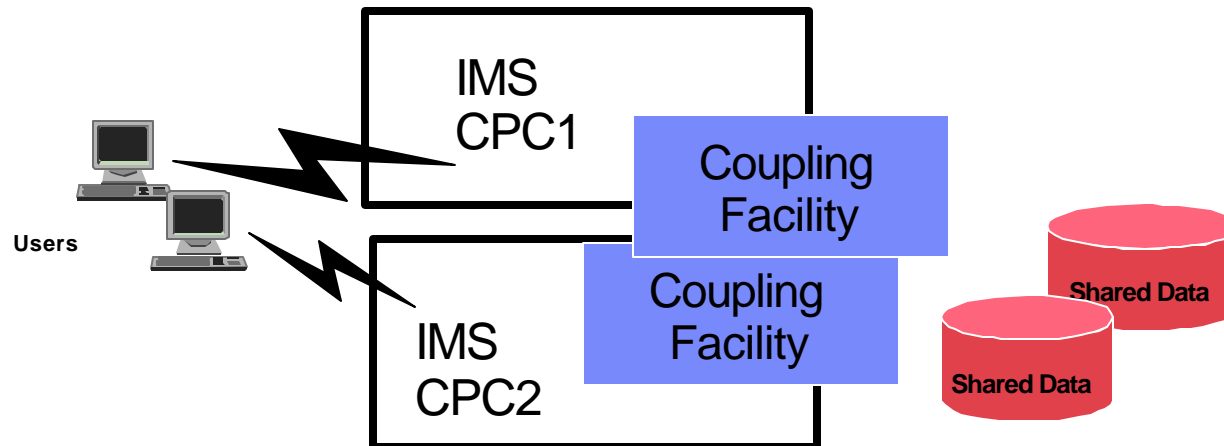 IMS
CPC1
Coupling
Facility
Users
Coupling
Facility
IMS
CPC2
Shared Data
Shared Data